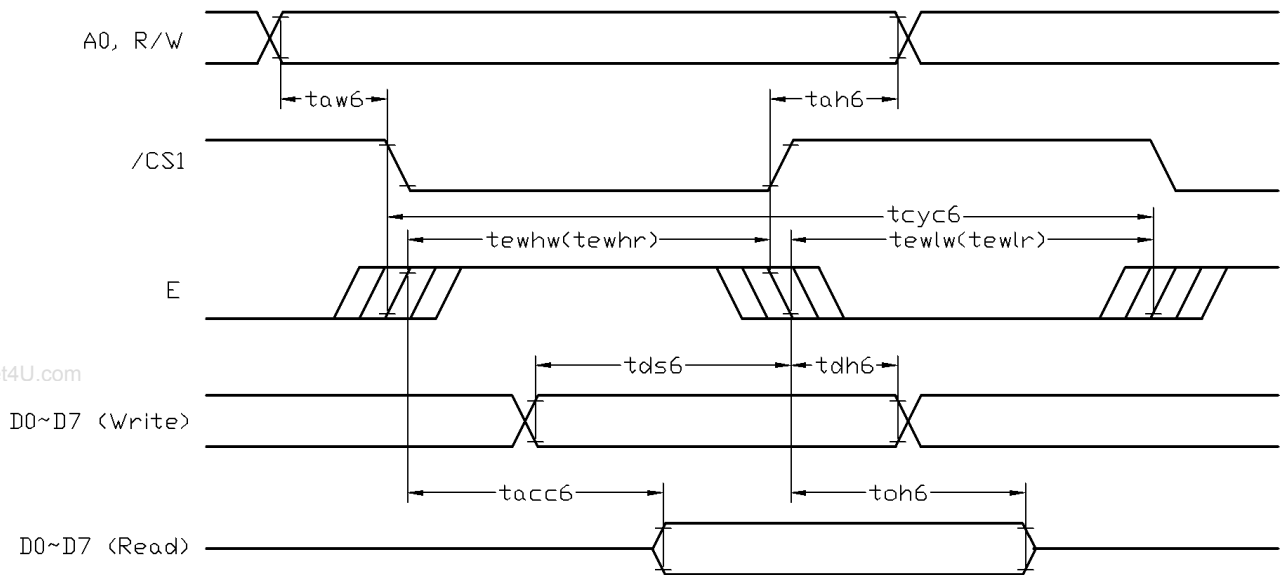 A0, R/W
taw6
tah6
/CS1
tcyc6
tewhw(tewhr)
tewlw(tewlr)
E
tds6
tdh6
t4U.com
D0~D7 (Write)
tacc6
toh6
D0~D7 (Read)